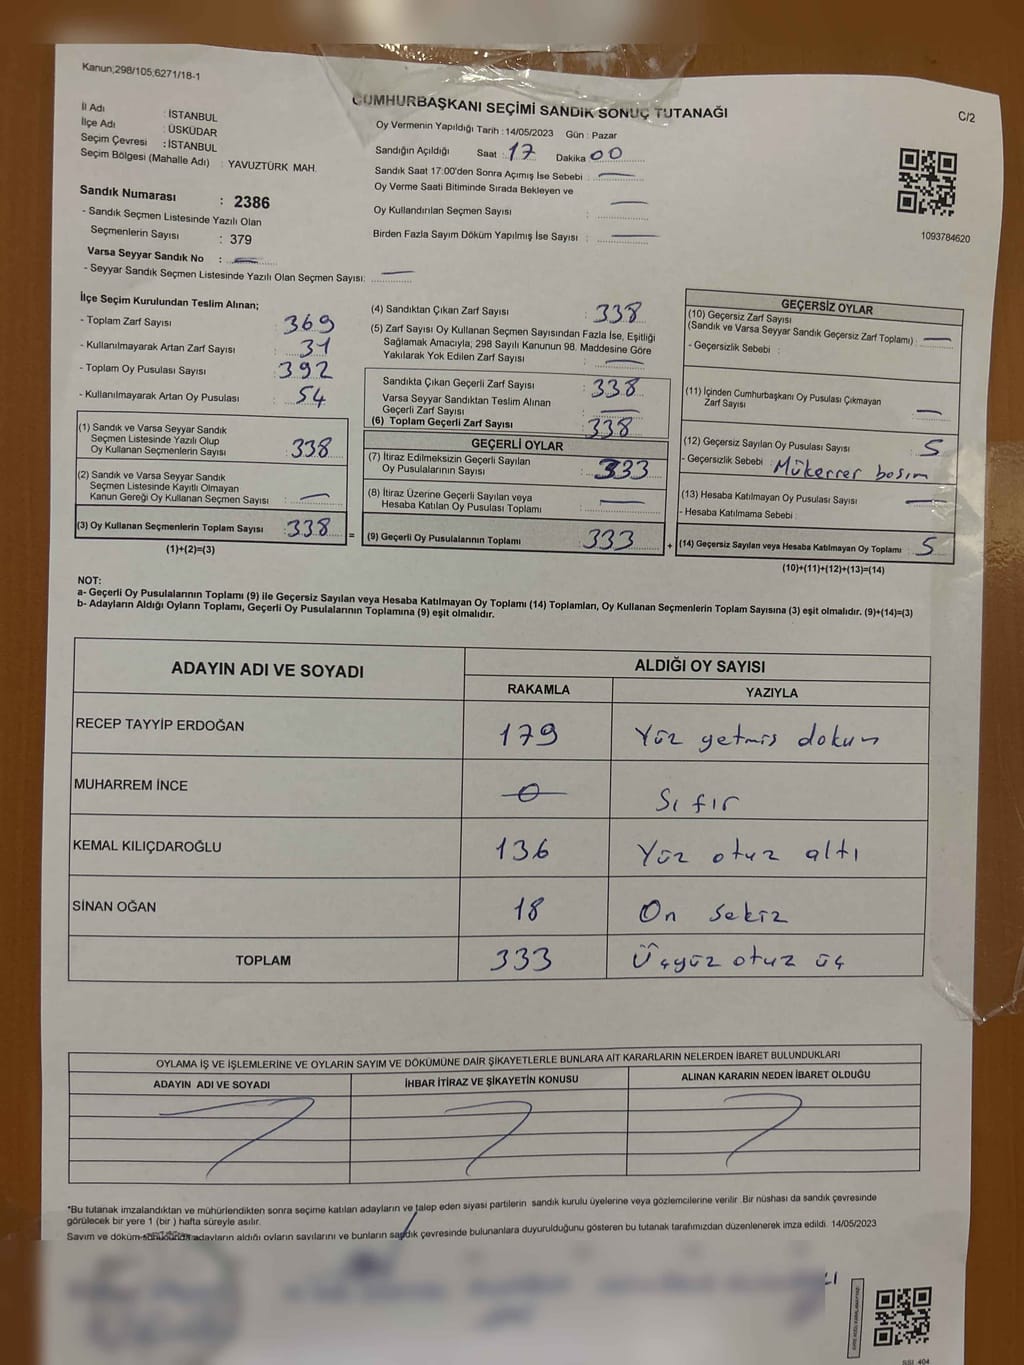 Kanun;298/105;6271/18-1
CUMHURBAŞKANI SEÇİMİ SANDIK SONUÇ TUTANAĞI
C/2
İl Adı : İSTANBUL
İlçe Adı : ÜSKÜDAR
Seçim Çevresi : İSTANBUL
Seçim Bölgesi (Mahalle Adı) : YAVUZTÜRK MAH.
Oy Vermenin Yapıldığı Tarih : 14/05/2023 Gün : Pazar
Sandığın Açıldığı Saat : 17 Dakika 00
Sandık Saat 17:00'den Sonra Açımış İse Sebebi : —
Oy Verme Saati Bitiminde Sırada Bekleyen ve
Oy Kullandırılan Seçmen Sayısı : —
Birden Fazla Sayım Döküm Yapılmış İse Sayısı : —
1093784620
Sandık Numarası : 2386
- Sandık Seçmen Listesinde Yazılı Olan
Seçmenlerin Sayısı : 379
Varsa Seyyar Sandık No : —
- Seyyar Sandık Seçmen Listesinde Yazılı Olan Seçmen Sayısı: —
İlçe Seçim Kurulundan Teslim Alınan;
- Toplam Zarf Sayısı : 369
- Kullanılmayarak Artan Zarf Sayısı : 31
- Toplam Oy Pusulası Sayısı : 392
- Kullanılmayarak Artan Oy Pusulası : 54
(1) Sandık ve Varsa Seyyar Sandık
Seçmen Listesinde Yazılı Olup
Oy Kullanan Seçmenlerin Sayısı : 338
(2) Sandık ve Varsa Seyyar Sandık
Seçmen Listesinde Kayıtlı Olmayan
Kanun Gereği Oy Kullanan Seçmen Sayısı : —
(3) Oy Kullanan Seçmenlerin Toplam Sayısı : 338
(1)+(2)=(3)
(4) Sandıktan Çıkan Zarf Sayısı : 338
(5) Zarf Sayısı Oy Kullanan Seçmen Sayısından Fazla İse, Eşitliği
Sağlamak Amacıyla; 298 Sayılı Kanunun 98. Maddesine Göre
Yakılarak Yok Edilen Zarf Sayısı : —
Sandıkta Çıkan Geçerli Zarf Sayısı : 338
Varsa Seyyar Sandıktan Teslim Alınan
Geçerli Zarf Sayısı : —
(6) Toplam Geçerli Zarf Sayısı : 338
GEÇERLİ OYLAR
(7) İtiraz Edilmeksizin Geçerli Sayılan
Oy Pusulalarının Sayısı : 333
(8) İtiraz Üzerine Geçerli Sayılan veya
Hesaba Katılan Oy Pusulası Toplamı : —
= (9) Geçerli Oy Pusulalarının Toplamı : 333
GEÇERSİZ OYLAR
(10) Geçersiz Zarf Sayısı
(Sandık ve Varsa Seyyar Sandık Geçersiz Zarf Toplamı) : —
- Geçersizlik Sebebi :
(11) İçinden Cumhurbaşkanı Oy Pusulası Çıkmayan
Zarf Sayısı : —
(12) Geçersiz Sayılan Oy Pusulası Sayısı : 5
- Geçersizlik Sebebi : Mükerrer basım
(13) Hesaba Katılmayan Oy Pusulası Sayısı : —
- Hesaba Katılmama Sebebi :
+ (14) Geçersiz Sayılan veya Hesaba Katılmayan Oy Toplamı : 5
(10)+(11)+(12)+(13)=(14)
NOT:
a- Geçerli Oy Pusulalarının Toplamı (9) ile Geçersiz Sayılan veya Hesaba Katılmayan Oy Toplamı (14) Toplamları, Oy Kullanan Seçmenlerin Toplam Sayısına (3) eşit olmalıdır. (9)+(14)=(3)
b- Adayların Aldığı Oyların Toplamı, Geçerli Oy Pusulalarının Toplamına (9) eşit olmalıdır.
ADAYIN ADI VE SOYADI
ALDIĞI OY SAYISI
RAKAMLA YAZIYLA
RECEP TAYYİP ERDOĞAN 179 Yüz yetmiş dokuz
MUHARREM İNCE 0 Sıfır
KEMAL KILIÇDAROĞLU 136 Yüz otuz altı
SİNAN OĞAN 18 On sekiz
TOPLAM 333 Üçyüz otuz üç
OYLAMA İŞ VE İŞLEMLERİNE VE OYLARIN SAYIM VE DÖKÜMÜNE DAİR ŞİKAYETLERLE BUNLARA AİT KARARLARIN NELERDEN İBARET BULUNDUKLARI
ADAYIN ADI VE SOYADI İHBAR İTİRAZ VE ŞİKAYETİN KONUSU ALINAN KARARIN NEDEN İBARET OLDUĞU
*Bu tutanak imzalandıktan ve mühürlendikten sonra seçime katılan adayların ve talep eden siyasi partilerin sandık kurulu üyelerine veya gözlemcilerine verilir .Bir nüshası da sandık çevresinde
görülecek bir yere 1 (bir ) hafta süreyle asılır.
Sayım ve döküm sonucunda adayların aldığı oyların sayılarını ve bunların sandık çevresinde bulunanlara duyurulduğunu gösteren bu tutanak tarafımızdan düzenlenerek imza edildi. 14/05/2023